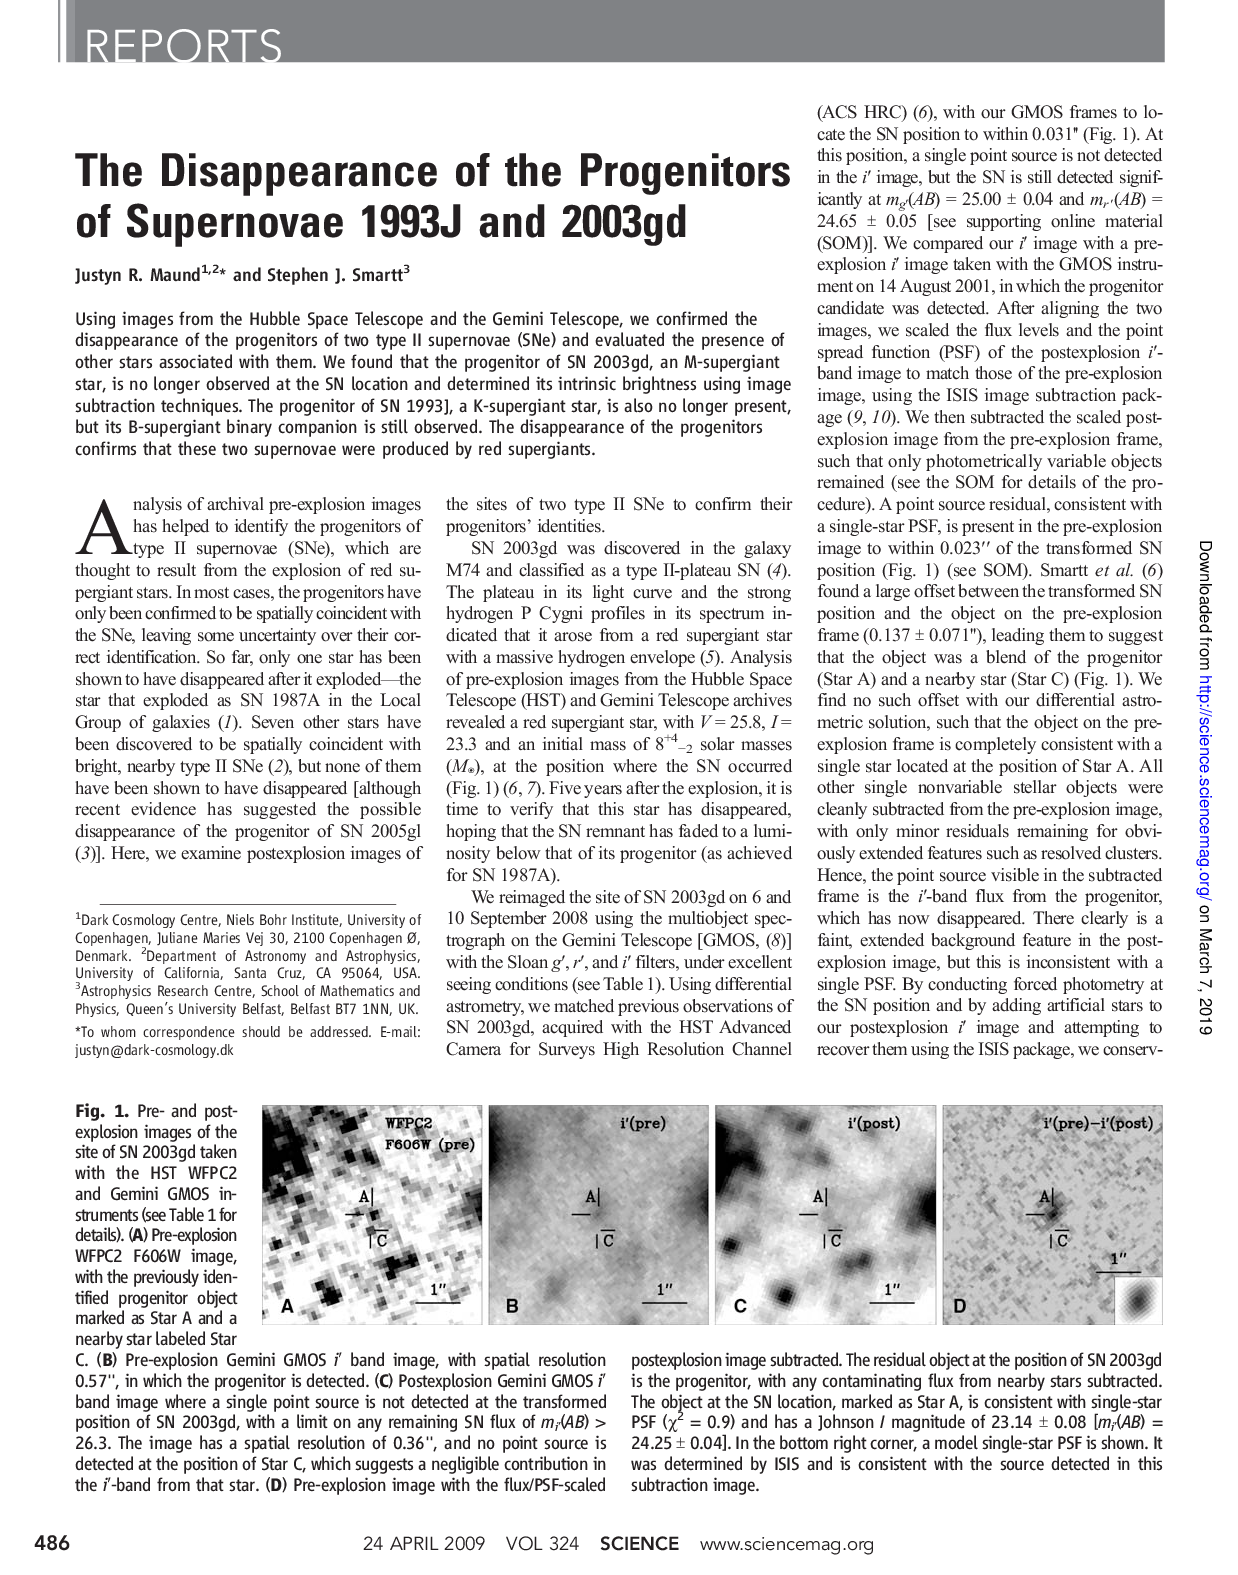 REPORTS
The Disappearance of the Progenitors
of Supernovae 1993J and 2003gd
Justyn R. Maund1,2* and Stephen J. Smartt3
Using images from the Hubble Space Telescope and the Gemini Telescope, we confirmed the
disappearance of the progenitors of two type II supernovae (SNe) and evaluated the presence of
other stars associated with them. We found that the progenitor of SN 2003gd, an M-supergiant
star, is no longer observed at the SN location and determined its intrinsic brightness using image
subtraction techniques. The progenitor of SN 1993J, a K-supergiant star, is also no longer present,
but its B-supergiant binary companion is still observed. The disappearance of the progenitors
confirms that these two supernovae were produced by red supergiants.
Analysis of archival pre-explosion images
has helped to identify the progenitors of
type II supernovae (SNe), which are
thought to result from the explosion of red su-
pergiant stars. In most cases, the progenitors have
only been confirmed to be spatially coincident with
the SNe, leaving some uncertainty over their cor-
rect identification. So far, only one star has been
shown to have disappeared after it exploded—the
star that exploded as SN 1987A in the Local
Group of galaxies (1). Seven other stars have
been discovered to be spatially coincident with
bright, nearby type II SNe (2), but none of them
have been shown to have disappeared [although
recent evidence has suggested the possible
disappearance of the progenitor of SN 2005gl
(3)]. Here, we examine postexplosion images of
1Dark Cosmology Centre, Niels Bohr Institute, University of
Copenhagen, Juliane Maries Vej 30, 2100 Copenhagen Ø,
Denmark. 2Department of Astronomy and Astrophysics,
University of California, Santa Cruz, CA 95064, USA.
3Astrophysics Research Centre, School of Mathematics and
Physics, Queen's University Belfast, Belfast BT7 1NN, UK.
*To whom correspondence should be addressed. E-mail:
justyn@dark-cosmology.dk
the sites of two type II SNe to confirm their
progenitors' identities.
SN 2003gd was discovered in the galaxy
M74 and classified as a type II-plateau SN (4).
The plateau in its light curve and the strong
hydrogen P Cygni profiles in its spectrum in-
dicated that it arose from a red supergiant star
with a massive hydrogen envelope (5). Analysis
of pre-explosion images from the Hubble Space
Telescope (HST) and Gemini Telescope archives
revealed a red supergiant star, with V = 25.8, I =
23.3 and an initial mass of 8+4−2 solar masses
(M⊙), at the position where the SN occurred
(Fig. 1) (6, 7). Five years after the explosion, it is
time to verify that this star has disappeared,
hoping that the SN remnant has faded to a lumi-
nosity below that of its progenitor (as achieved
for SN 1987A).
We reimaged the site of SN 2003gd on 6 and
10 September 2008 using the multiobject spec-
trograph on the Gemini Telescope [GMOS, (8)]
with the Sloan g′, r′, and i′ filters, under excellent
seeing conditions (see Table 1). Using differential
astrometry, we matched previous observations of
SN 2003gd, acquired with the HST Advanced
Camera for Surveys High Resolution Channel
(ACS HRC) (6), with our GMOS frames to lo-
cate the SN position to within 0.031″ (Fig. 1). At
this position, a single point source is not detected
in the i′ image, but the SN is still detected signif-
icantly at mg′(AB) = 25.00 ± 0.04 and mr′(AB) =
24.65 ± 0.05 [see supporting online material
(SOM)]. We compared our i′ image with a pre-
explosion i′ image taken with the GMOS instru-
ment on 14 August 2001, in which the progenitor
candidate was detected. After aligning the two
images, we scaled the flux levels and the point
spread function (PSF) of the postexplosion i′-
band image to match those of the pre-explosion
image, using the ISIS image subtraction pack-
age (9, 10). We then subtracted the scaled post-
explosion image from the pre-explosion frame,
such that only photometrically variable objects
remained (see the SOM for details of the pro-
cedure). A point source residual, consistent with
a single-star PSF, is present in the pre-explosion
image to within 0.023′′ of the transformed SN
position (Fig. 1) (see SOM). Smartt et al. (6)
found a large offset between the transformed SN
position and the object on the pre-explosion
frame (0.137 ± 0.071″), leading them to suggest
that the object was a blend of the progenitor
(Star A) and a nearby star (Star C) (Fig. 1). We
find no such offset with our differential astro-
metric solution, such that the object on the pre-
explosion frame is completely consistent with a
single star located at the position of Star A. All
other single nonvariable stellar objects were
cleanly subtracted from the pre-explosion image,
with only minor residuals remaining for obvi-
ously extended features such as resolved clusters.
Hence, the point source visible in the subtracted
frame is the i′-band flux from the progenitor,
which has now disappeared. There clearly is a
faint, extended background feature in the post-
explosion image, but this is inconsistent with a
single PSF. By conducting forced photometry at
the SN position and by adding artificial stars to
our postexplosion i′ image and attempting to
recover them using the ISIS package, we conserv-
Fig. 1. Pre- and post-
explosion images of the
site of SN 2003gd taken
with the HST WFPC2
and Gemini GMOS in-
struments (see Table 1 for
details). (A) Pre-explosion
WFPC2 F606W image,
with the previously iden-
tified progenitor object
marked as Star A and a
nearby star labeled Star
C. (B) Pre-explosion Gemini GMOS i′ band image, with spatial resolution
0.57″, in which the progenitor is detected. (C) Postexplosion Gemini GMOS i′
band image where a single point source is not detected at the transformed
position of SN 2003gd, with a limit on any remaining SN flux of mi′(AB) >
26.3. The image has a spatial resolution of 0.36″, and no point source is
detected at the position of Star C, which suggests a negligible contribution in
the i′-band from that star. (D) Pre-explosion image with the flux/PSF-scaled
postexplosion image subtracted. The residual object at the position of SN 2003gd
is the progenitor, with any contaminating flux from nearby stars subtracted.
The object at the SN location, marked as Star A, is consistent with single-star
PSF (χ2 = 0.9) and has a Johnson I magnitude of 23.14 ± 0.08 [mi′(AB) =
24.25 ± 0.04]. In the bottom right corner, a model single-star PSF is shown. It
was determined by ISIS and is consistent with the source detected in this
subtraction image.
WFPC2
F606W (pre)
A
C
1″
A
i′(pre)
A
C
1″
B
i′(post)
A
C
1″
C
i′(pre)−i′(post)
A
C
1″
D
486
24 APRIL 2009 VOL 324 SCIENCE www.sciencemag.org
Downloaded from http://science.sciencemag.org/ on March 7, 2019